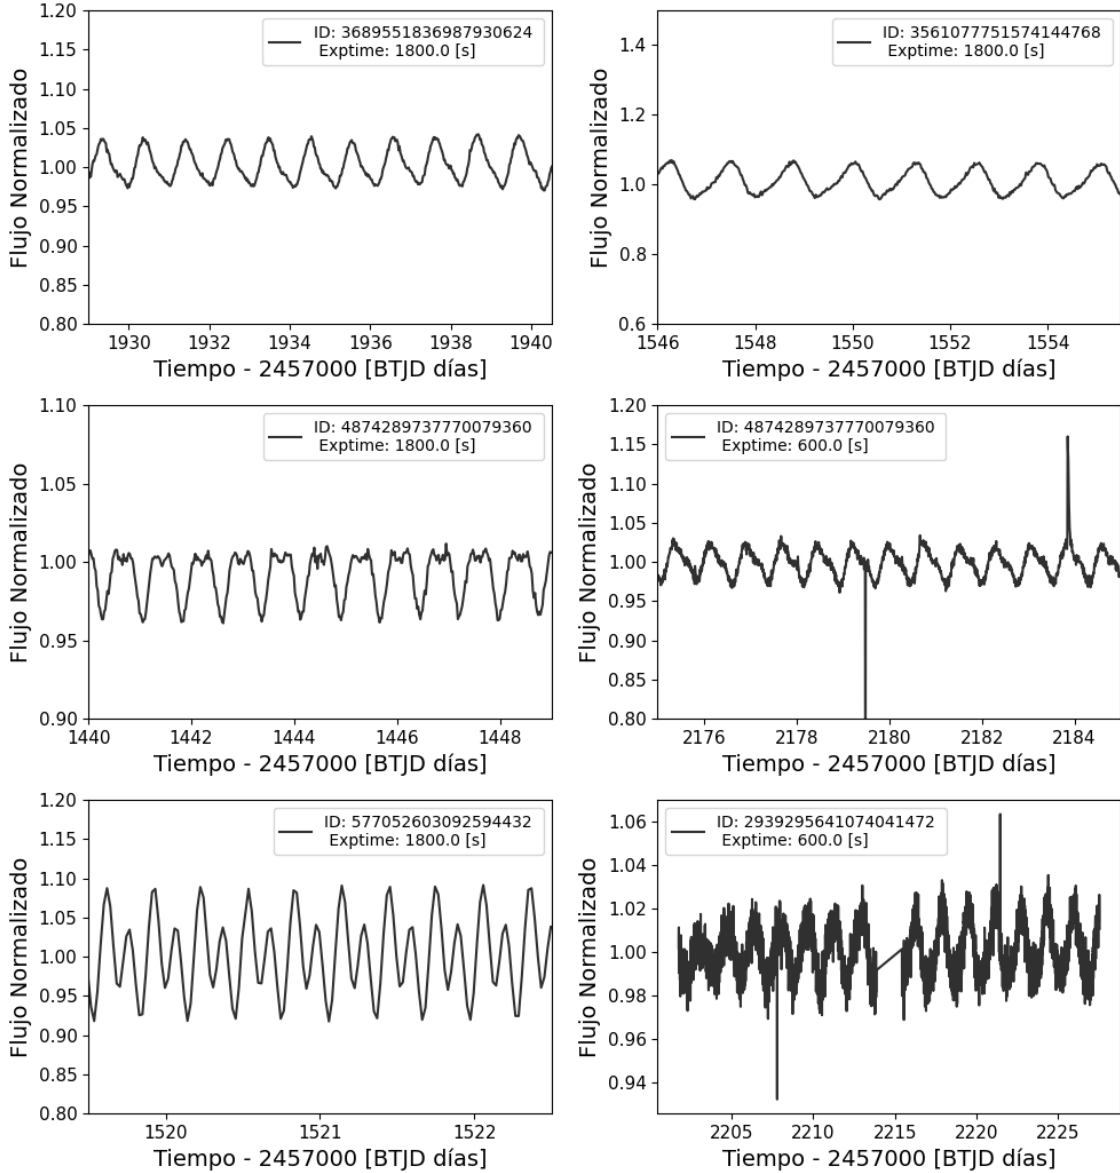 1.20
1.15
1.10
1.05
1.00
0.95
0.90
0.85
0.80
Flujo Normalizado
ID: 3689551836987930624
Exptime: 1800.0 [s]
1930 1932 1934 1936 1938 1940
Tiempo - 2457000 [BTJD días]
1.4
1.2
1.0
0.8
0.6
Flujo Normalizado
ID: 3561077751574144768
Exptime: 1800.0 [s]
1546 1548 1550 1552 1554
Tiempo - 2457000 [BTJD días]
1.10
1.05
1.00
0.95
0.90
Flujo Normalizado
ID: 4874289737770079360
Exptime: 1800.0 [s]
1440 1442 1444 1446 1448
Tiempo - 2457000 [BTJD días]
1.20
1.15
1.10
1.05
1.00
0.95
0.90
0.85
0.80
Flujo Normalizado
ID: 4874289737770079360
Exptime: 600.0 [s]
2176 2178 2180 2182 2184
Tiempo - 2457000 [BTJD días]
1.20
1.15
1.10
1.05
1.00
0.95
0.90
0.85
0.80
Flujo Normalizado
ID: 577052603092594432
Exptime: 1800.0 [s]
1520 1521 1522
Tiempo - 2457000 [BTJD días]
1.06
1.04
1.02
1.00
0.98
0.96
0.94
Flujo Normalizado
ID: 2939295641074041472
Exptime: 600.0 [s]
2205 2210 2215 2220 2225
Tiempo - 2457000 [BTJD días]